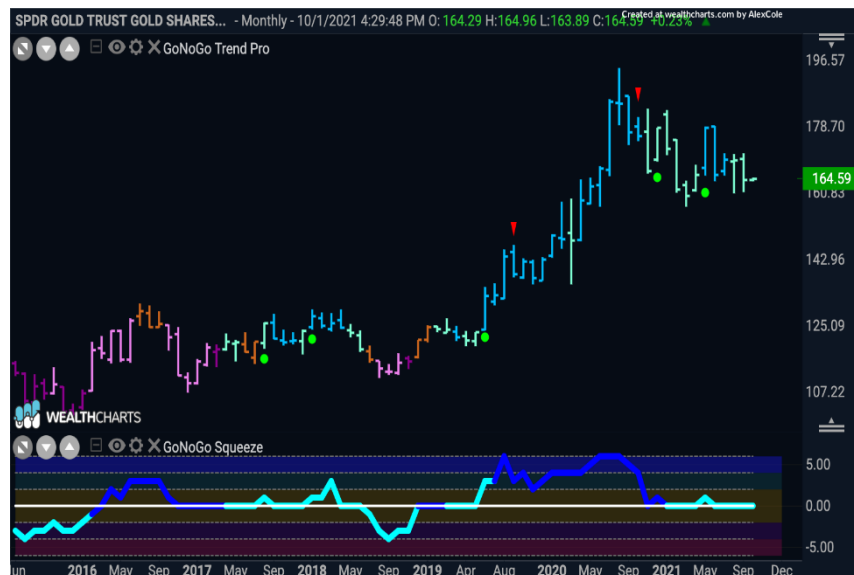 SPDR GOLD TRUST GOLD SHARES... - Monthly - 10/1/2021 4:29:48 PM O: 164.29 H:164.96 L:163.89 C:164.59 +0.23%
Created at wealthcharts.com by AlexCole
GoNoGo Trend Pro
196.57
178.70
164.59
160.83
142.96
125.09
107.22
WEALTHCHARTS
GoNoGo Squeeze
5.00
0.00
-5.00
2016 May Sep 2017 May Sep 2018 May Sep 2019 Apr Aug 2020 May Sep 2021 May Sep Dec